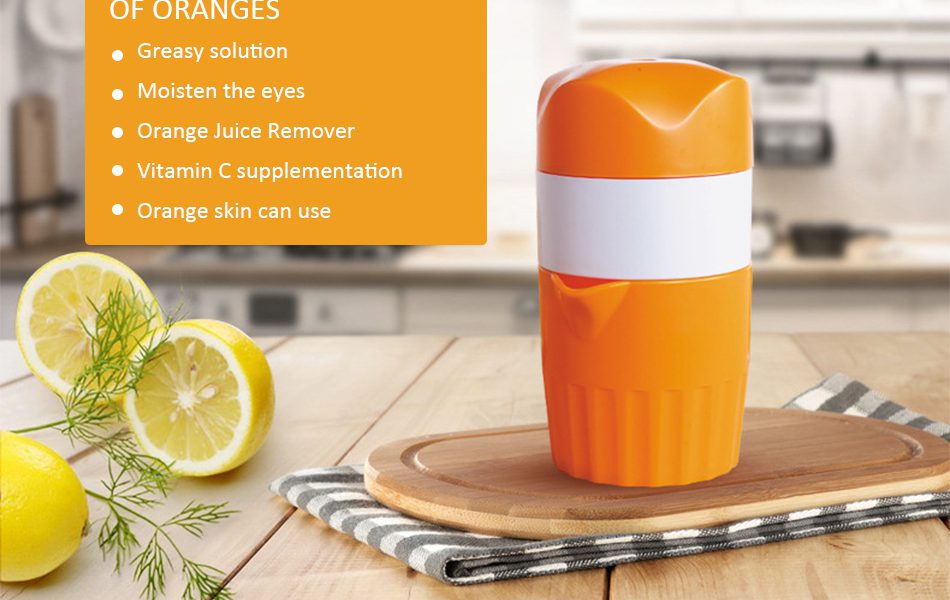 OF ORANGES
Greasy solution
Moisten the eyes
Orange Juice Remover
Vitamin C supplementation
Orange skin can use